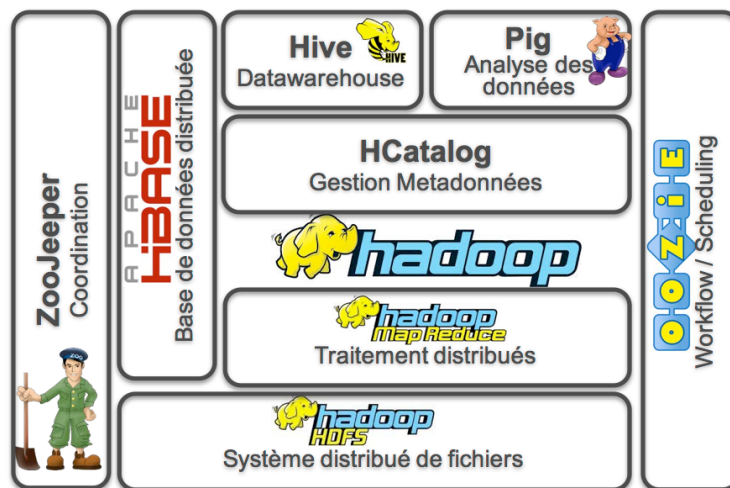 ZooJeeper
Coordination
ZOO
APACHE
HBASE
Base de données distribuée
Hive
HIVE
Datawarehouse
Pig
Analyse des
données
HCatalog
Gestion Metadonnées
hadoop
hadoop
Map Reduce
Traitement distribués
hadoop
HDFS
Système distribué de fichiers
OOZiE
Workflow / Scheduling